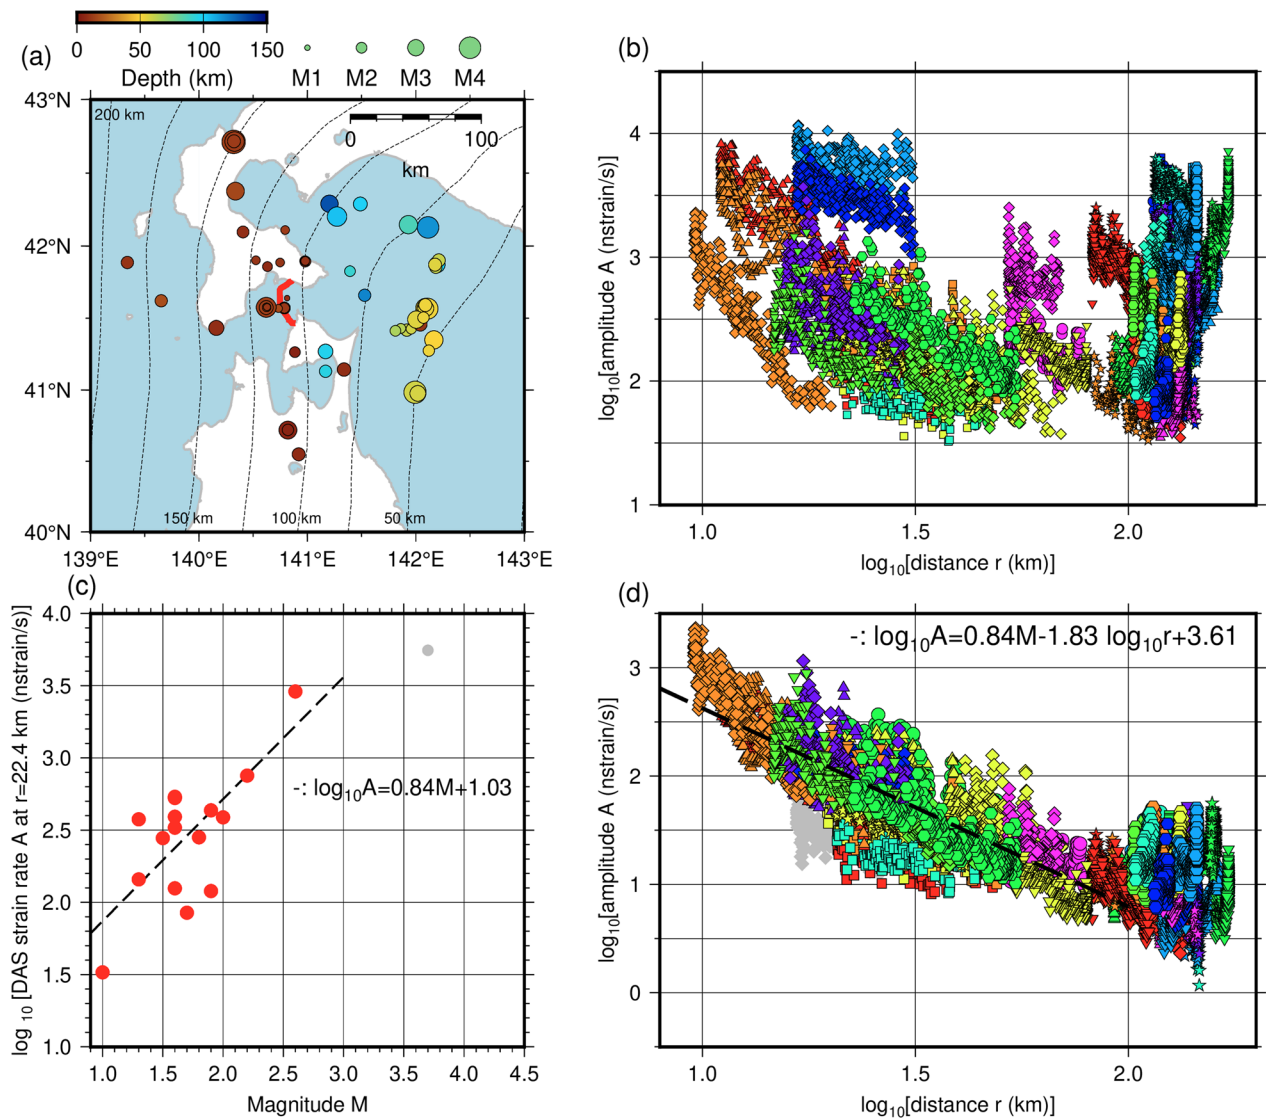 (a)
0 50 100 150
Depth (km)
M1 M2 M3 M4
43°N
42°N
41°N
40°N
200 km
0 100
km
150 km 100 km 50 km
139°E 140°E 141°E 142°E 143°E
(b)
log10[amplitude A (nstrain/s)]
4
3
2
1
1.0 1.5 2.0
log10[distance r (km)]
(c)
log 10 [DAS strain rate A at r=22.4 km (nstrain/s)]
4.0
3.5
3.0
2.5
2.0
1.5
1.0
-: log10A=0.84M+1.03
1.0 1.5 2.0 2.5 3.0 3.5 4.0 4.5
Magnitude M
(d)
-: log10A=0.84M-1.83 log10r+3.61
log10[amplitude A (nstrain/s)]
3
2
1
0
1.0 1.5 2.0
log10[distance r (km)]